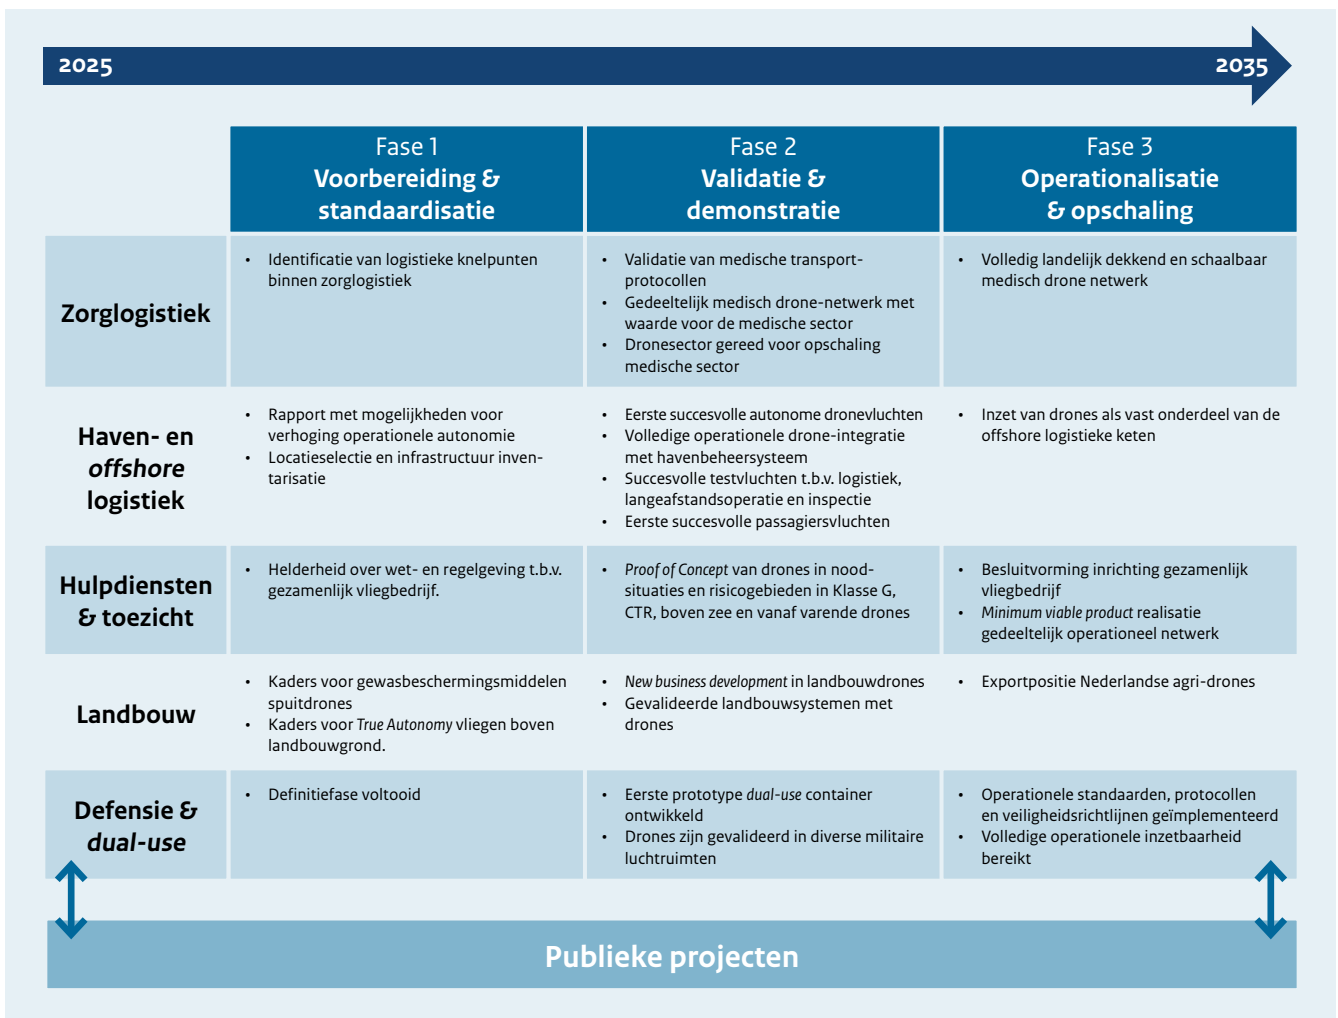 2025
2035
Fase 1
Voorbereiding &
standaardisatie
Fase 2
Validatie &
demonstratie
Fase 3
Operationalisatie
& opschaling
Zorglogistiek
• Identificatie van logistieke knelpunten
binnen zorglogistiek
• Validatie van medische transport-
protocollen
• Gedeeltelijk medisch drone-netwerk met
waarde voor de medische sector
• Dronesector gereed voor opschaling
medische sector
• Volledig landelijk dekkend en schaalbaar
medisch drone netwerk
Haven- en
offshore
logistiek
• Rapport met mogelijkheden voor
verhoging operationele autonomie
• Locatieselectie en infrastructuur inven-
tarisatie
• Eerste succesvolle autonome dronevluchten
• Volledige operationele drone-integratie
met havenbeheersysteem
• Succesvolle testvluchten t.b.v. logistiek,
langeafstandsoperatie en inspectie
• Eerste succesvolle passagiersvluchten
• Inzet van drones als vast onderdeel van de
offshore logistieke keten
Hulpdiensten
& toezicht
• Helderheid over wet- en regelgeving t.b.v.
gezamenlijk vliegbedrijf.
• Proof of Concept van drones in nood-
situaties en risicogebieden in Klasse G,
CTR, boven zee en vanaf varende drones
• Besluitvorming inrichting gezamenlijk
vliegbedrijf
• Minimum viable product realisatie
gedeeltelijk operationeel netwerk
Landbouw
• Kaders voor gewasbeschermingsmiddelen
spuitdrones
• Kaders voor True Autonomy vliegen boven
landbouwgrond.
• New business development in landbouwdrones
• Gevalideerde landbouwsystemen met
drones
• Exportpositie Nederlandse agri-drones
Defensie &
dual-use
• Definitiefase voltooid
• Eerste prototype dual-use container
ontwikkeld
• Drones zijn gevalideerd in diverse militaire
luchtruimten
• Operationele standaarden, protocollen
en veiligheidsrichtlijnen geïmplementeerd
• Volledige operationele inzetbaarheid
bereikt
Publieke projecten